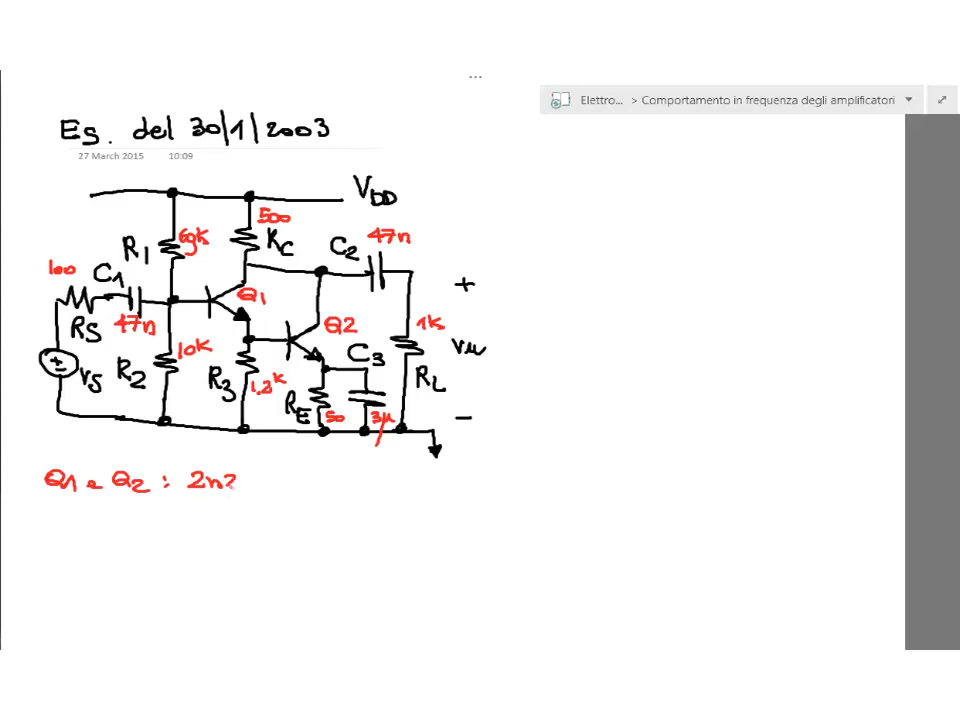 ...
Elettro... > Comportamento in frequenza degli amplificatori
Es. del 30/1/2003
27 March 2015 10:09
VDD
500
RC
R1
69K
C2
47n
100
C1
RS
47n
Q1
Q2
1K
+
vu
-
RL
C3
vS
R2
10K
R3
1.2K
RE
50
3µ
Q1 e Q2 : 2n2